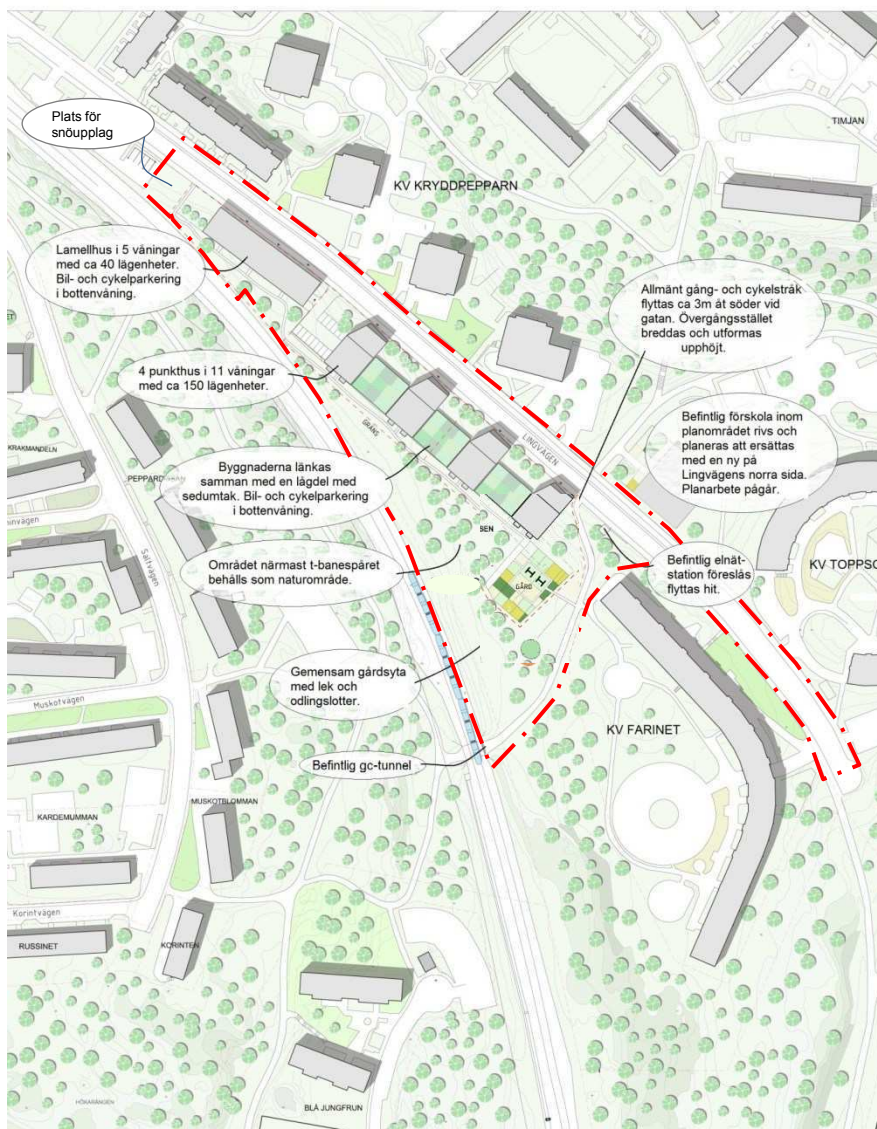 TIMJAN
Plats för
snöupplag
KV KRYDDPEPPARN
Lamellhus i 5 våningar
med ca 40 lägenheter.
Bil- och cykelparkering
i bottenvåning.
Allmänt gång- och cykelstråk
flyttas ca 3m åt söder vid
gatan. Övergångsstället
breddas och utformas
upphöjt.
4 punkthus i 11 våningar
med ca 150 lägenheter.
GRÄNS
LINGVÄGEN
Befintlig förskola inom
planområdet rivs och
planeras att ersättas
med en ny på
Lingvägens norra sida.
Planarbete pågår.
KRAKMANDELN
PEPPARD
Byggnaderna länkas
samman med en lågdel med
sedumtak. Bil- och cykelparkering
i bottenvåning.
Saltvägen
SEN
Området närmast t-banespåret
behålls som naturområde.
GÅRD
Befintlig elnät-
station föreslås
flyttas hit.
KV TOPPSO
Gemensam gårdsyta
med lek och
odlingslotter.
Muskotvägen
KV FARINET
Befintlig gc-tunnel
MUSKOTBLOMMAN
KARDEMUMMAN
Korintvägen
RUSSINET
KORINTEN
HÖKARÄNGEN
BLÅ JUNGFRUN